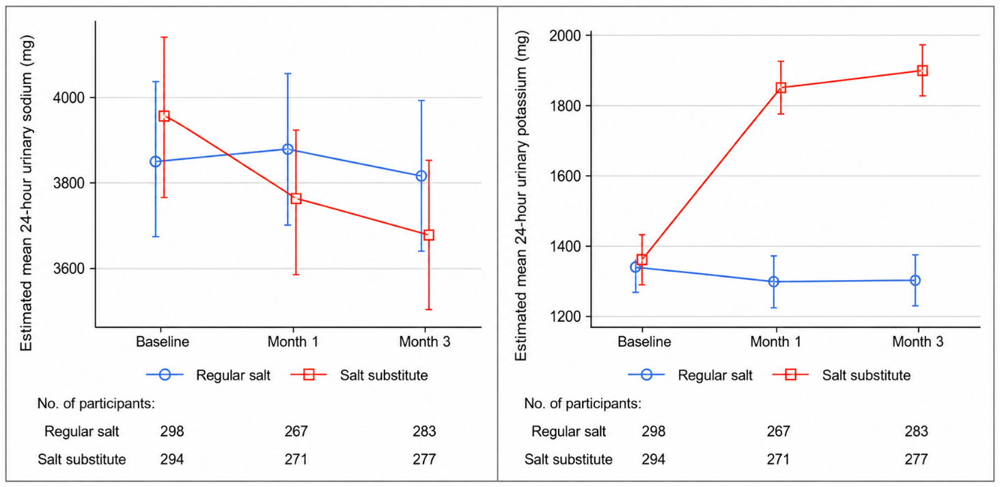 Estimated mean 24-hour urinary sodium (mg)
4000
3800
3600
Baseline Month 1 Month 3
Regular salt Salt substitute
No. of participants:
Regular salt 298 267 283
Salt substitute 294 271 277
Estimated mean 24-hour urinary potassium (mg)
2000
1800
1600
1400
1200
Baseline Month 1 Month 3
Regular salt Salt substitute
No. of participants:
Regular salt 298 267 283
Salt substitute 294 271 277